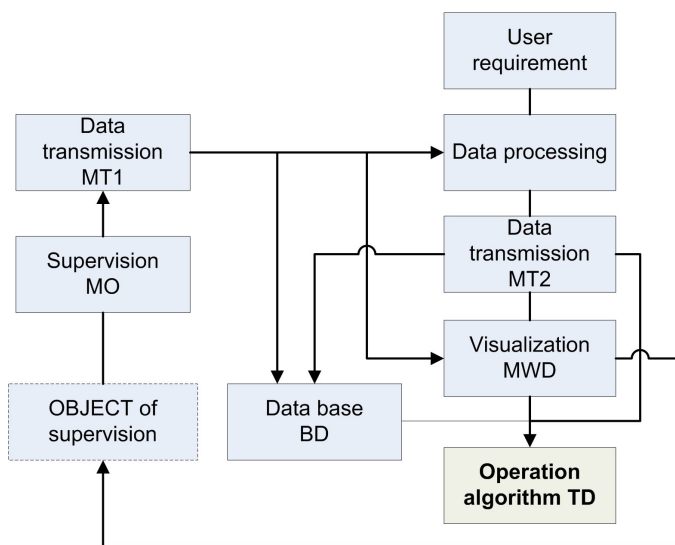 User
requirement
Data
transmission
MT1
Data processing
Supervision
MO
Data
transmission
MT2
Visualization
MWD
OBJECT of
supervision
Data base
BD
Operation
algorithm TD